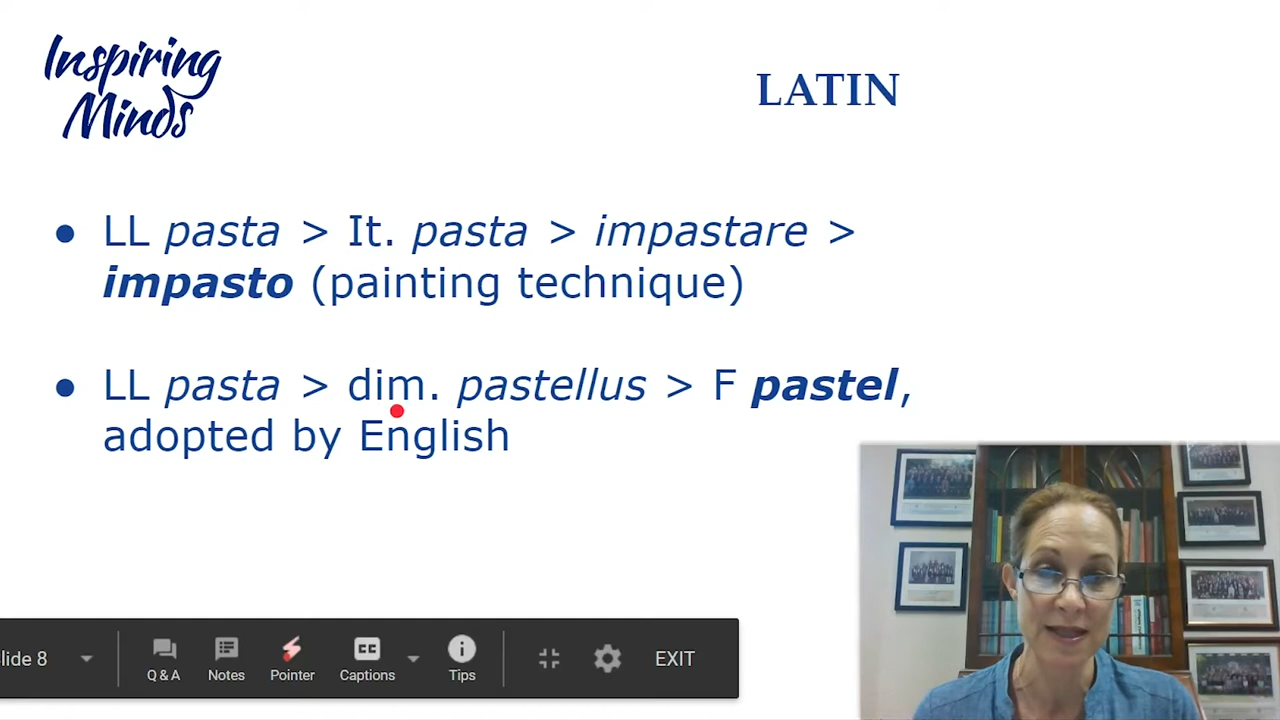 Inspiring
Minds
LATIN
● LL pasta > It. pasta > impastare >
impasto (painting technique)
● LL pasta > dim. pastellus > F pastel,
adopted by English
lide 8
Q & A
Notes
Pointer
CC
Captions
Tips
EXIT